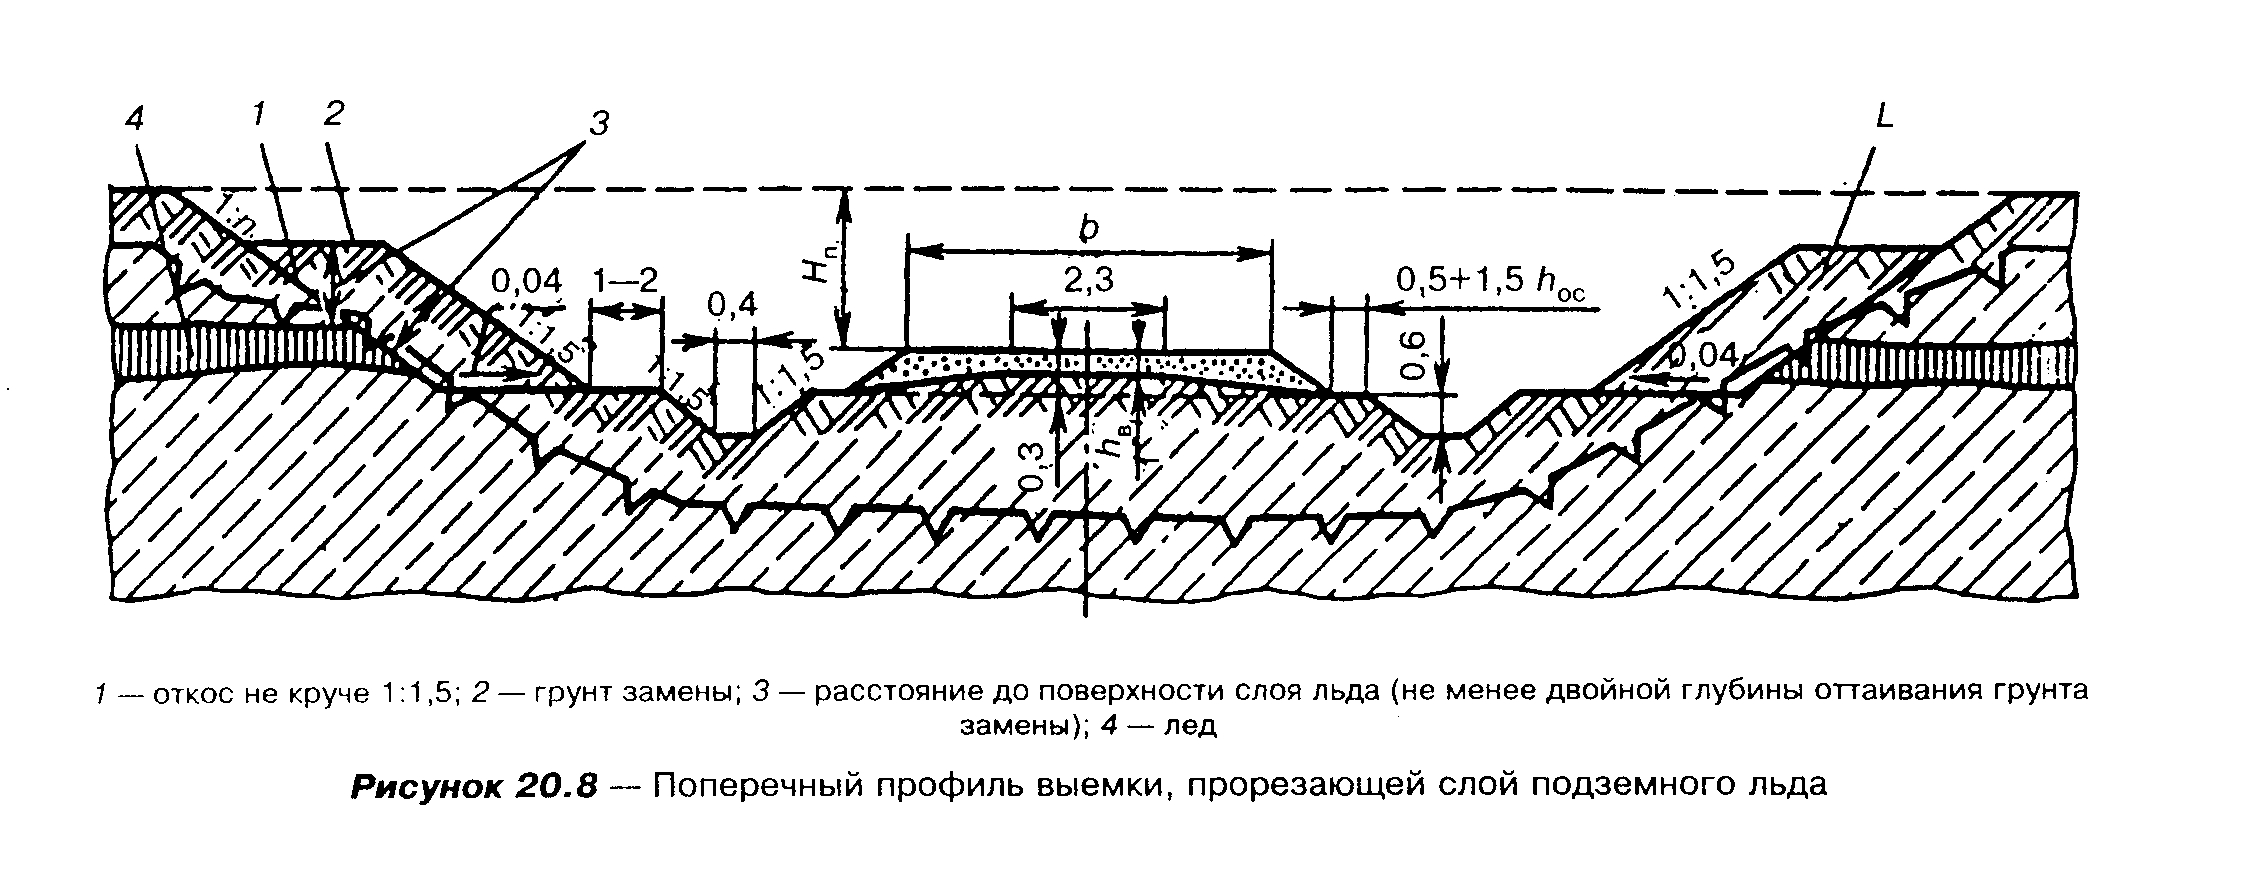 4 1 2 3 L
1:n
b
Hп.
0,04 1—2 2,3 0,5+1,5 hос 1:1,5
0,4
1:1,5 1:1,5 1:1,5 0,6 0,04
0,3 hв
1 — откос не круче 1:1,5; 2 — грунт замены; 3 — расстояние до поверхности слоя льда (не менее двойной глубины оттаивания грунта
замены); 4 — лед
Рисунок 20.8 — Поперечный профиль выемки, прорезающей слой подземного льда